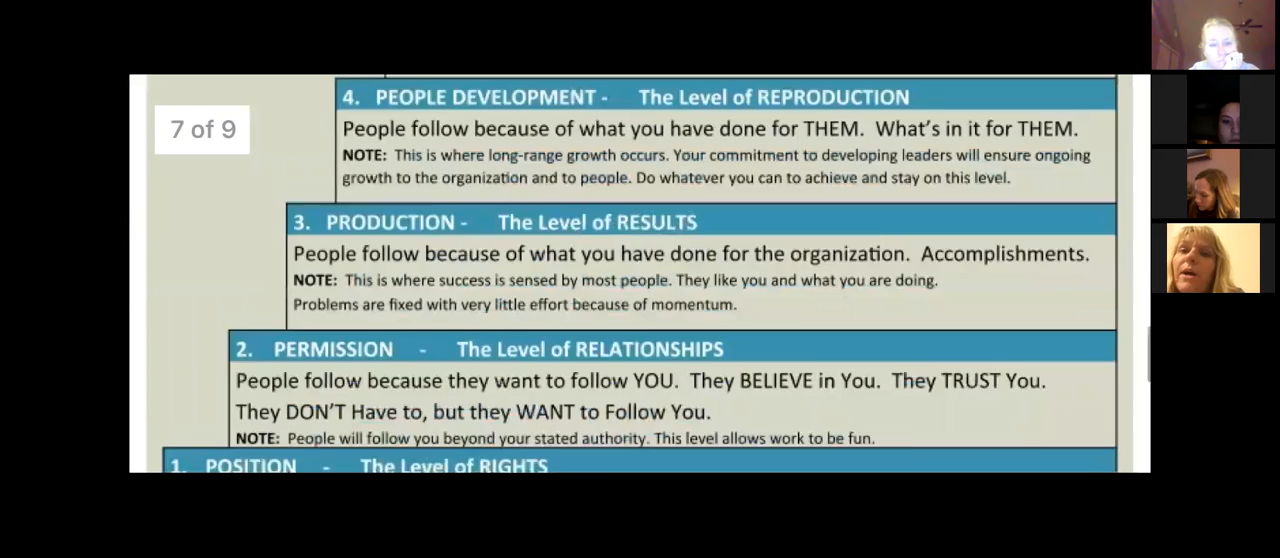 7 of 9
4. PEOPLE DEVELOPMENT - The Level of REPRODUCTION
People follow because of what you have done for THEM. What's in it for THEM.
NOTE: This is where long-range growth occurs. Your commitment to developing leaders will ensure ongoing
growth to the organization and to people. Do whatever you can to achieve and stay on this level.
3. PRODUCTION - The Level of RESULTS
People follow because of what you have done for the organization. Accomplishments.
NOTE: This is where success is sensed by most people. They like you and what you are doing.
Problems are fixed with very little effort because of momentum.
2. PERMISSION - The Level of RELATIONSHIPS
People follow because they want to follow YOU. They BELIEVE in You. They TRUST You.
They DON'T Have to, but they WANT to Follow You.
NOTE: People will follow you beyond your stated authority. This level allows work to be fun.
1. POSITION - The Level of RIGHTS